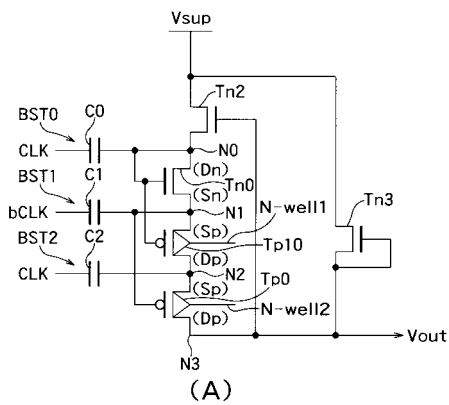 Vsup
Tn2
BST0
C0
CLK
N0
(Dn)
Tn0
(Sn)
BST1
C1
bCLK
N1
N-well1
Tn3
(Sp)
(Dp)
Tp10
BST2
C2
CLK
N2
(Sp)
Tp0
(Dp)
N-well2
Vout
N3
(A)